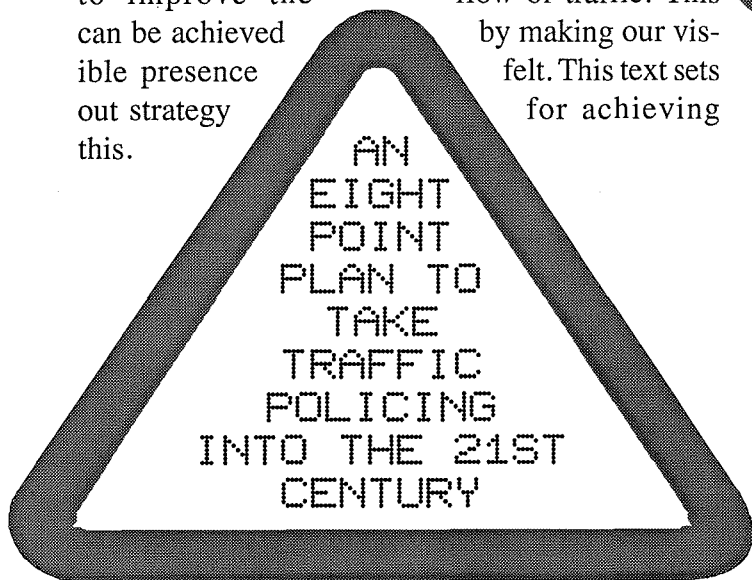 to improve the flow of traffic. This
can be achieved by making our vis-
ible presence felt. This text sets
out strategy for achieving
this.
AN
EIGHT
POINT
PLAN TO
TAKE
TRAFFIC
POLICING
INTO THE 21ST
CENTURY